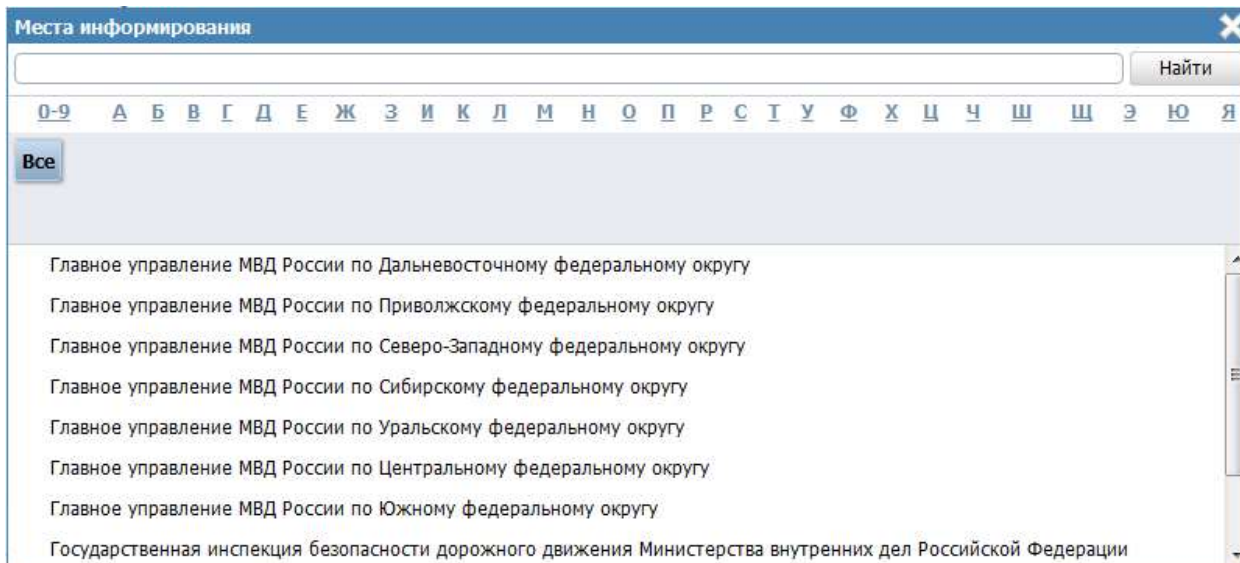 Места информирования
Найти
0-9 А Б В Г Д Е Ж З И К Л М Н О П Р С Т У Ф Х Ц Ч Ш Щ Э Ю Я
Все
Главное управление МВД России по Дальневосточному федеральному округу
Главное управление МВД России по Приволжскому федеральному округу
Главное управление МВД России по Северо-Западному федеральному округу
Главное управление МВД России по Сибирскому федеральному округу
Главное управление МВД России по Уральскому федеральному округу
Главное управление МВД России по Центральному федеральному округу
Главное управление МВД России по Южному федеральному округу
Государственная инспекция безопасности дорожного движения Министерства внутренних дел Российской Федерации